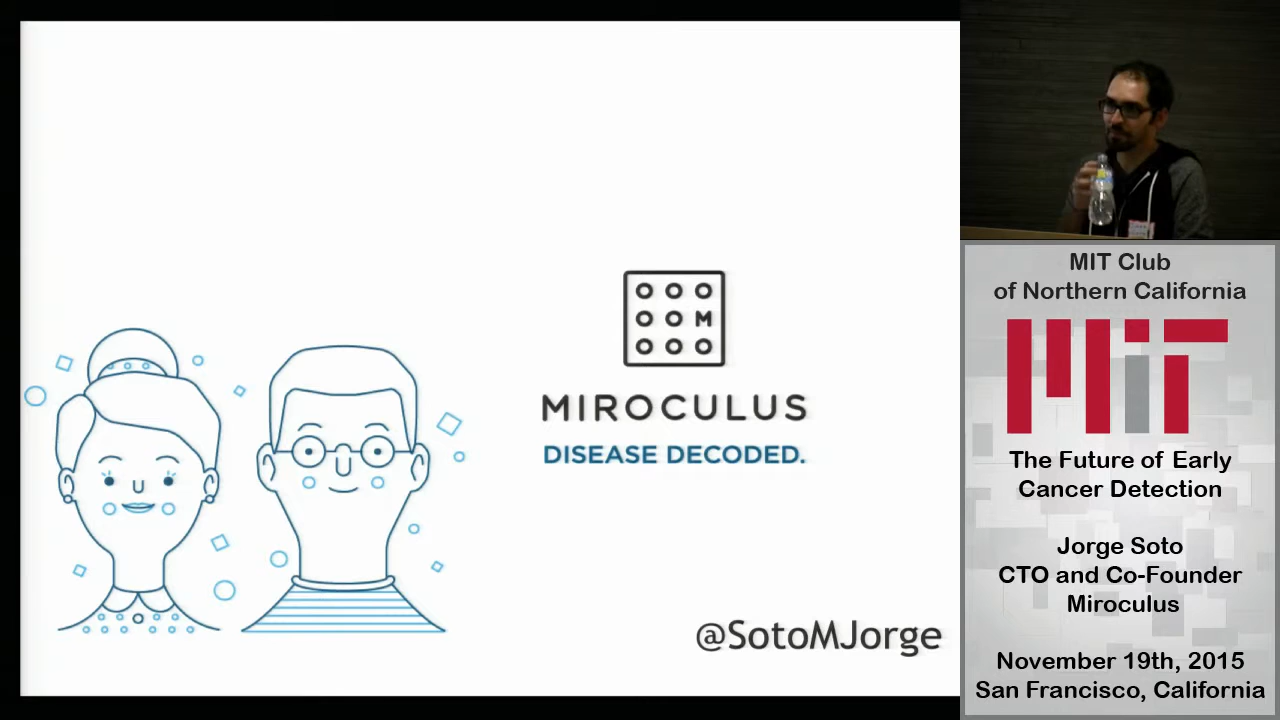 M
MIROCULUS
DISEASE DECODED.
@SotoMJorge
MIT Club
of Northern California
MIT
The Future of Early
Cancer Detection
Jorge Soto
CTO and Co-Founder
Miroculus
November 19th, 2015
San Francisco, California